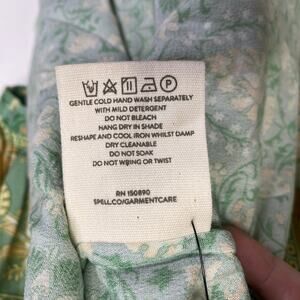 P
GENTLE COLD HAND WASH SEPARATELY
WITH MILD DETERGENT
DO NOT BLEACH
HANG DRY IN SHADE
RESHAPE AND COOL IRON WHILST DAMP
DRY CLEANABLE
DO NOT SOAK
DO NOT WRING OR TWIST
RN 150890
SPELL.CO/GARMENTCARE